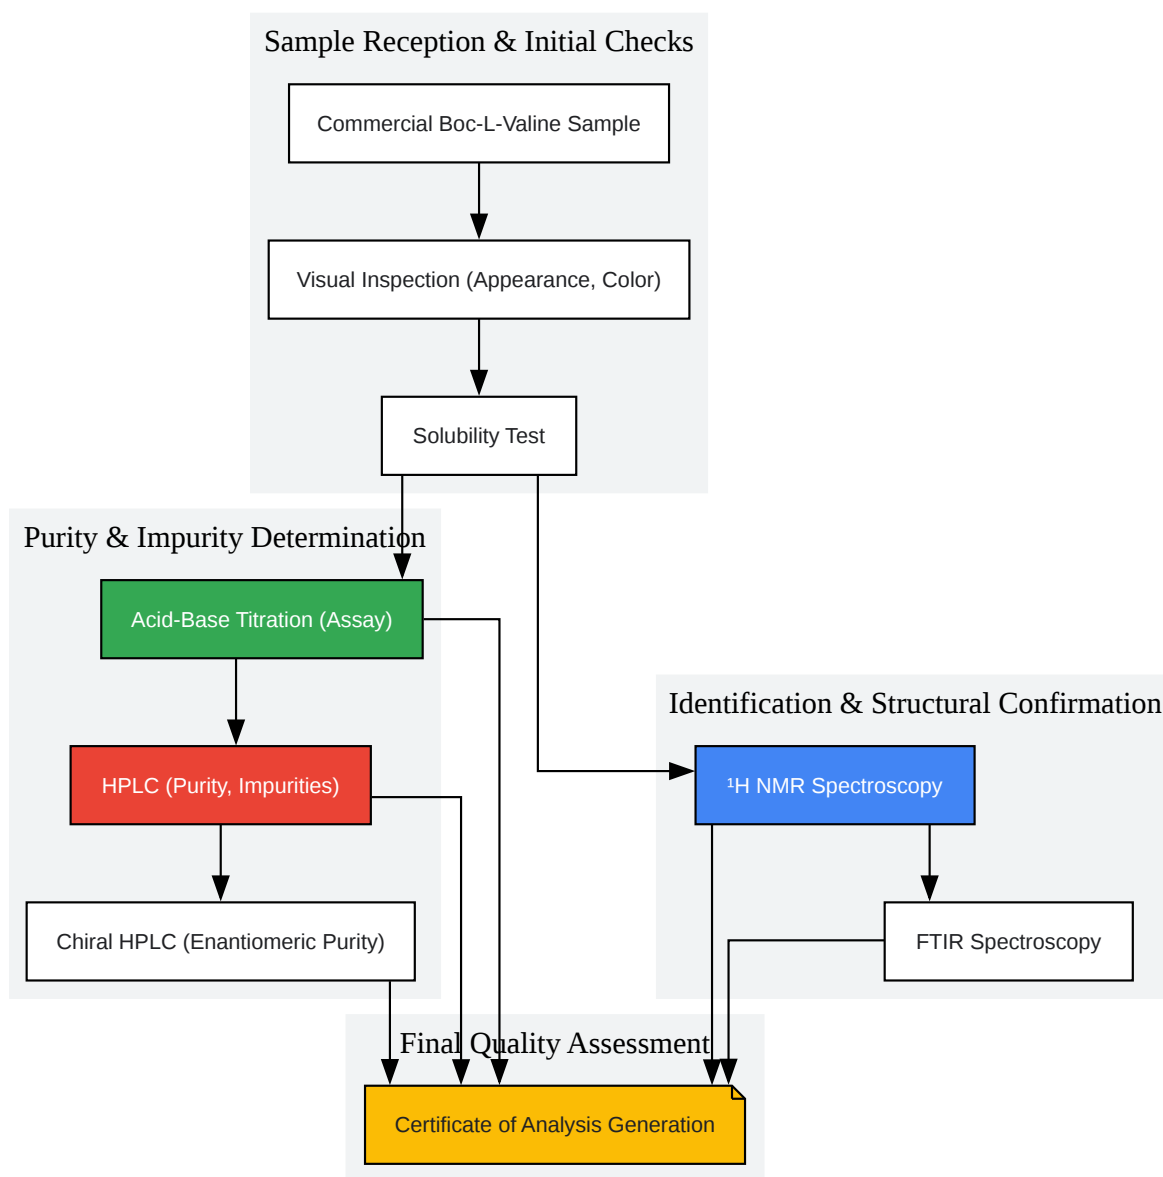 Sample Reception & Initial Checks
Commercial Boc-L-Valine Sample
Visual Inspection (Appearance, Color)
Solubility Test
Purity & Impurity Determination
Acid-Base Titration (Assay)
HPLC (Purity, Impurities)
Chiral HPLC (Enantiomeric Purity)
Identification & Structural Confirmation
¹H NMR Spectroscopy
FTIR Spectroscopy
Final Quality Assessment
Certificate of Analysis Generation